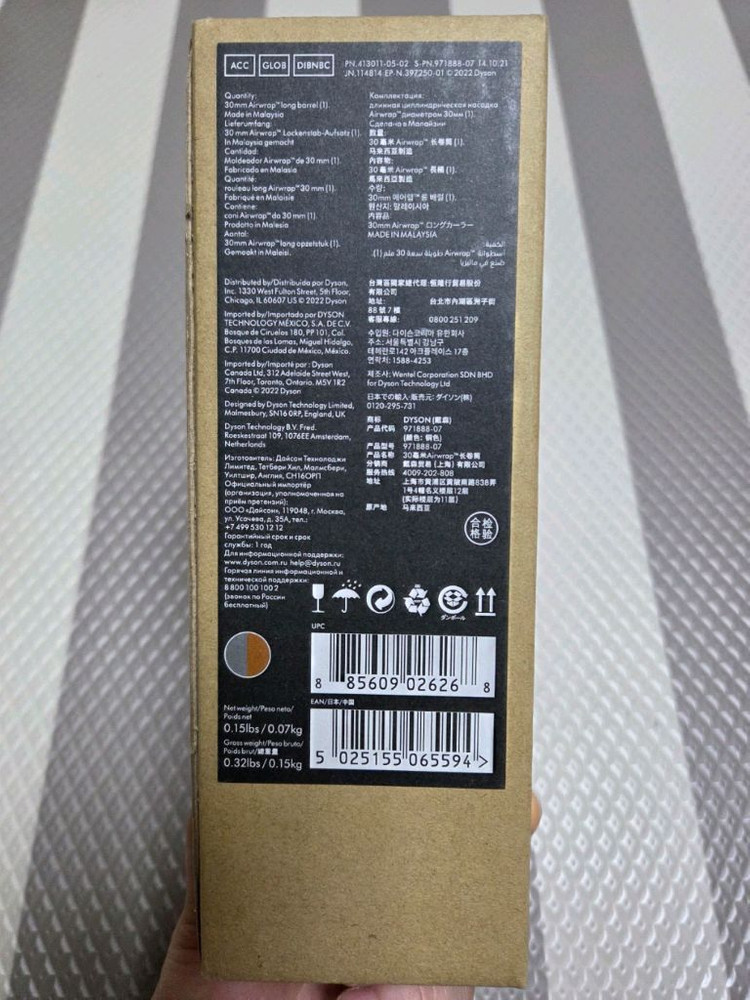 ACC GLOB DIBNBC
PN.413011-05-02 S-PN.971888-07 14.10.21
JN.114814 EP-N.397250-01 © 2022 Dyson
Quantity:
30mm Airwrap™ long barrel (1).
Made in Malaysia
Lieferumfang:
30 mm Airwrap™ Lockenstab-Aufsatz (1).
In Malaysia gemacht
Cantidad:
Moldeador Airwrap™ de 30 mm (1).
Fabricado en Malasia
Quantité:
rouleau long Airwrap™ 30 mm (1).
Fabriqué en Malaisie
Contiene:
coni Airwrap™ da 30 mm (1).
Prodotto in Malesia
Aantal:
30mm Airwrap™ lang opzetstuk (1).
Gemaakt in Maleisi.
Комплектация:
длинная цилиндрическая насадка
Airwrap™ диаметром 30мм (1).
Сделано в Малайзии
数量:
30 毫米 Airwrap™ 长卷筒 (1).
马来西亚制造
內容物:
30 毫米 Airwrap™ 長捲 (1).
馬來西亞製造
수량:
30mm 에어랩™ 롱 배럴 (1).
원산지: 말레이시아
内容品
30mm Airwrap™ ロングカーラー
MADE IN MALAYSIA
الكمية:
أسطوانة ™Airwrap طويلة سعة 30 ملم (1).
صنع في ماليزيا
Distributed by/Distribuida por Dyson,
Inc. 1330 West Fulton Street, 5th Floor,
Chicago, IL 60607 US © 2022 Dyson
Imported by/Importado por DYSON
TECHNOLOGY MÉXICO, S.A. DE C.V.
Bosque de Ciruelos 180, PP 101, Col.
Bosques de las Lomas, Miguel Hidalgo,
C.P. 11700 Ciudad de México, México.
Imported by/Importé par : Dyson
Canada Ltd, 312 Adelaide Street West,
7th Floor, Toronto, Ontario. M5V 1R2
Canada © 2022 Dyson
Designed by Dyson Technology Limited,
Malmesbury, SN16 0RP, England, UK
Dyson Technology B.V. Fred.
Roeskestraat 109, 1076EE Amsterdam,
Netherlands
Изготовитель: Дайсон Текнолоджи
Лимитед, Тетбери Хил, Малмсбери,
Уилтшир, Англия, СН16ОРП
Официальный импортёр
(организация, уполномоченная на
приём претензий):
ООО «Дайсон», 119048, г. Москва,
ул. Усачева, д. 35А, тел.:
+7 499 530 12 12
Гарантийный срок и срок
службы: 1 год
Для информационной поддержки:
www.dyson.com.ru help@dyson.ru
Горячая линия информационной и
технической поддержки:
8 800 100 100 2
(звонок по России
бесплатный)
台灣區獨家總代理:恆隆行貿易股份
有限公司
地址: 台北市內湖區洲子街
88 號 7 樓
客服專線: 0800 251 209
수입원: 다이슨코리아 유한회사
주소: 서울특별시 강남구
테헤란로142 아크플레이스 17층
연락처: 1588-4253
제조사: Wentel Corporation SDN BHD
for Dyson Technology Ltd
日本での輸入・販売元: ダイソン(株)
0120-295-731
商标 DYSON (戴森)
产品代码 971888-07
(颜色: 铜色)
产品型号 971888-07
产品名称 30毫米Airwrap™长卷筒
分销商 戴森贸易 (上海) 有限公司
服务热线 4009-202-808
地址 上海市黄浦区黄陂南路838弄
1号4幢名义楼层12层
(实际楼层为11层)
原产地 马来西亚
合检
格验
ダンボール
UPC
8 85609 02626 8
EAN/日本/中国
5 025155 065594 >
Net weight/Peso neto/
Poids net
0.15lbs / 0.07kg
Gross weight/Peso bruto/
Poids brut/總重量
0.32lbs / 0.15kg